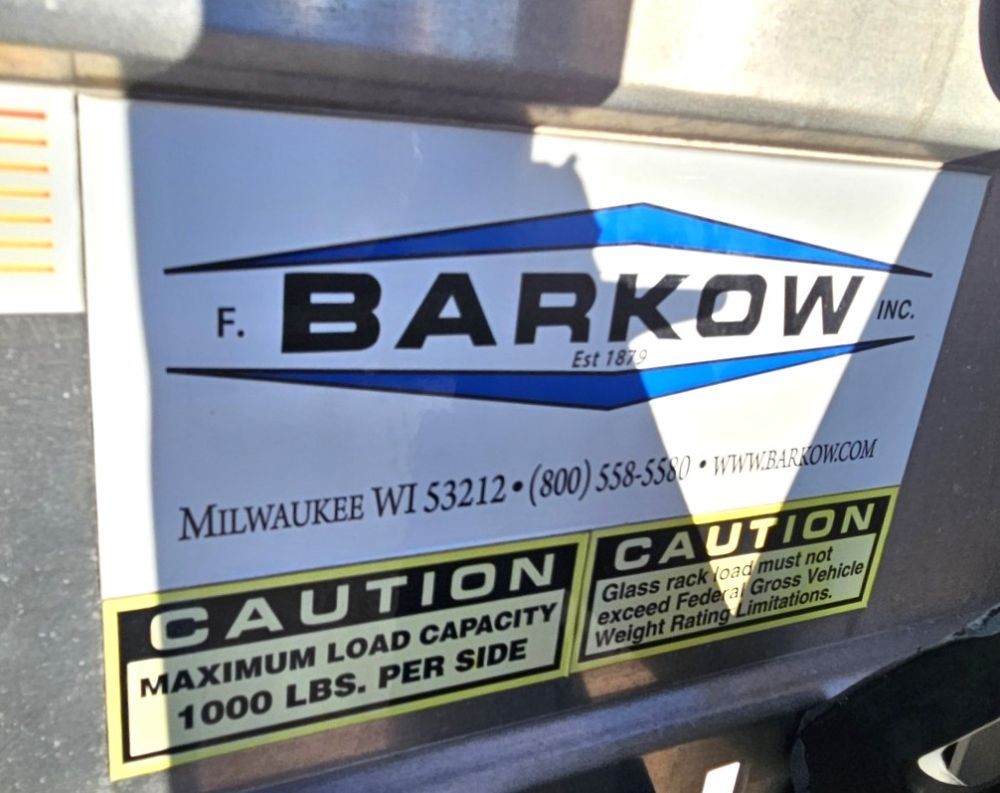 F. BARKOW INC.
Est 1879
MILWAUKEE WI 53212 • (800) 558-5580 • WWW.BARKOW.COM
CAUTION
MAXIMUM LOAD CAPACITY
1000 LBS. PER SIDE
CAUTION
Glass rack load must not
exceed Federal Gross Vehicle
Weight Rating Limitations.